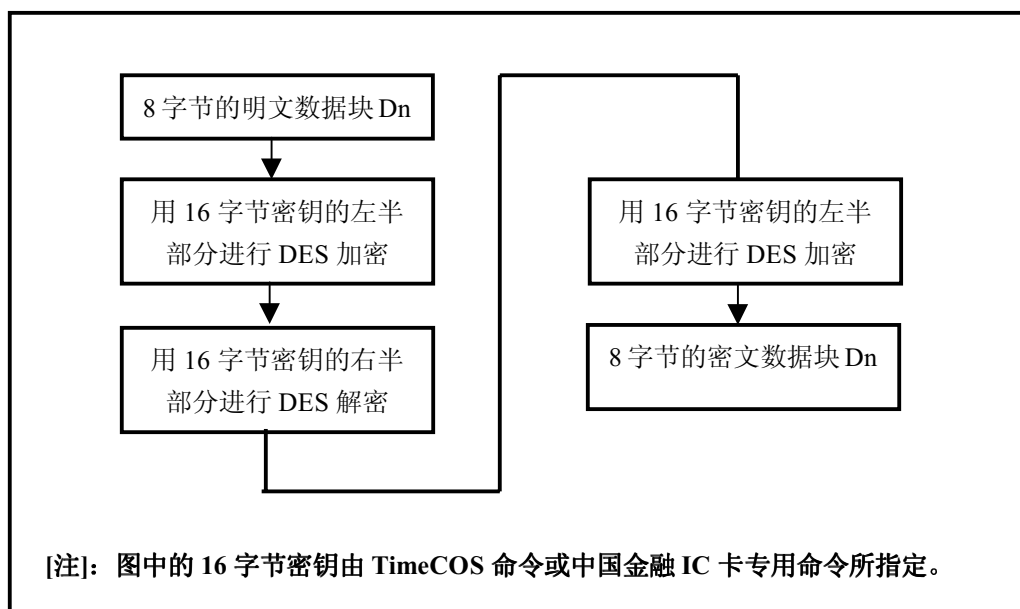 8 字节的明文数据块 Dn
用 16 字节密钥的左半
部分进行 DES 加密
用 16 字节密钥的右半
部分进行 DES 解密
用 16 字节密钥的左半
部分进行 DES 加密
8 字节的密文数据块 Dn
[注]：图中的 16 字节密钥由 TimeCOS 命令或中国金融 IC 卡专用命令所指定。